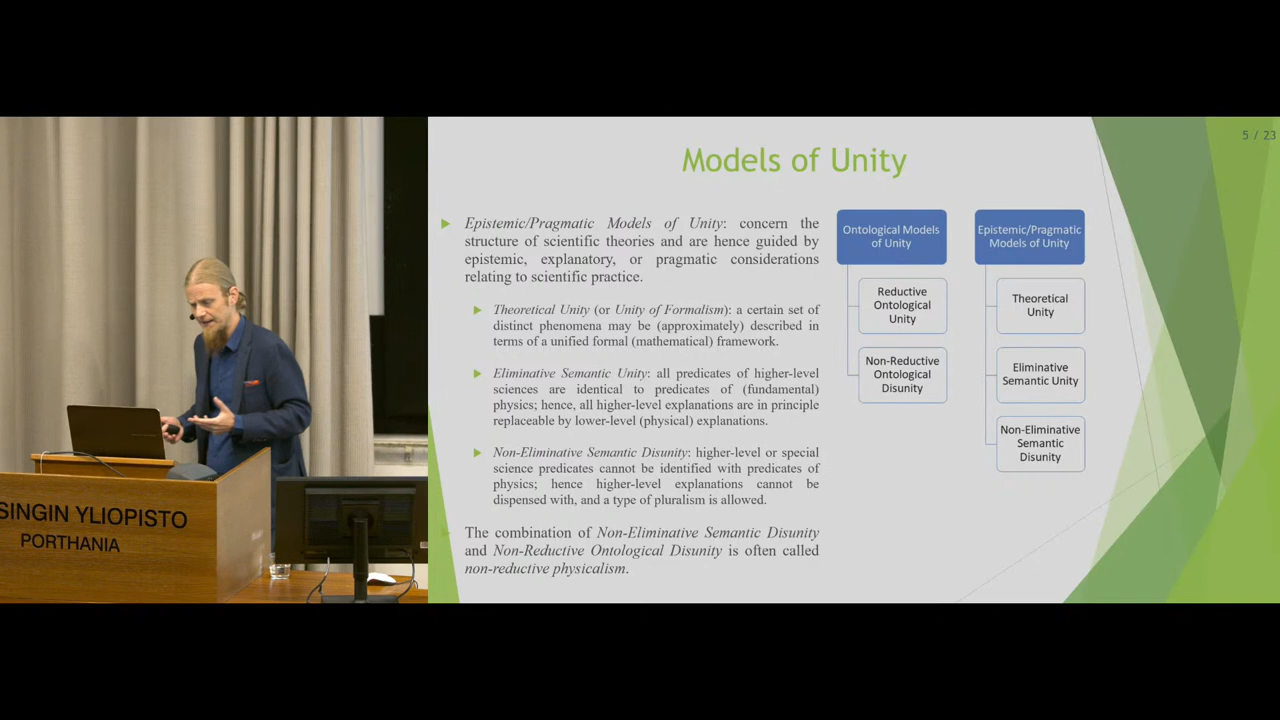 5 / 23
Models of Unity
Epistemic/Pragmatic Models of Unity: concern the
structure of scientific theories and are hence guided by
epistemic, explanatory, or pragmatic considerations
relating to scientific practice.
Theoretical Unity (or Unity of Formalism): a certain set of
distinct phenomena may be (approximately) described in
terms of a unified formal (mathematical) framework.
Eliminative Semantic Unity: all predicates of higher-level
sciences are identical to predicates of (fundamental)
physics; hence, all higher-level explanations are in principle
replaceable by lower-level (physical) explanations.
Non-Eliminative Semantic Disunity: higher-level or special
science predicates cannot be identified with predicates of
physics; hence higher-level explanations cannot be
dispensed with, and a type of pluralism is allowed.
The combination of Non-Eliminative Semantic Disunity
and Non-Reductive Ontological Disunity is often called
non-reductive physicalism.
Ontological Models
of Unity
Reductive
Ontological
Unity
Non-Reductive
Ontological
Disunity
Epistemic/Pragmatic
Models of Unity
Theoretical
Unity
Eliminative
Semantic Unity
Non-Eliminative
Semantic
Disunity
SINGIN YLIOPISTO
PORTHANIA